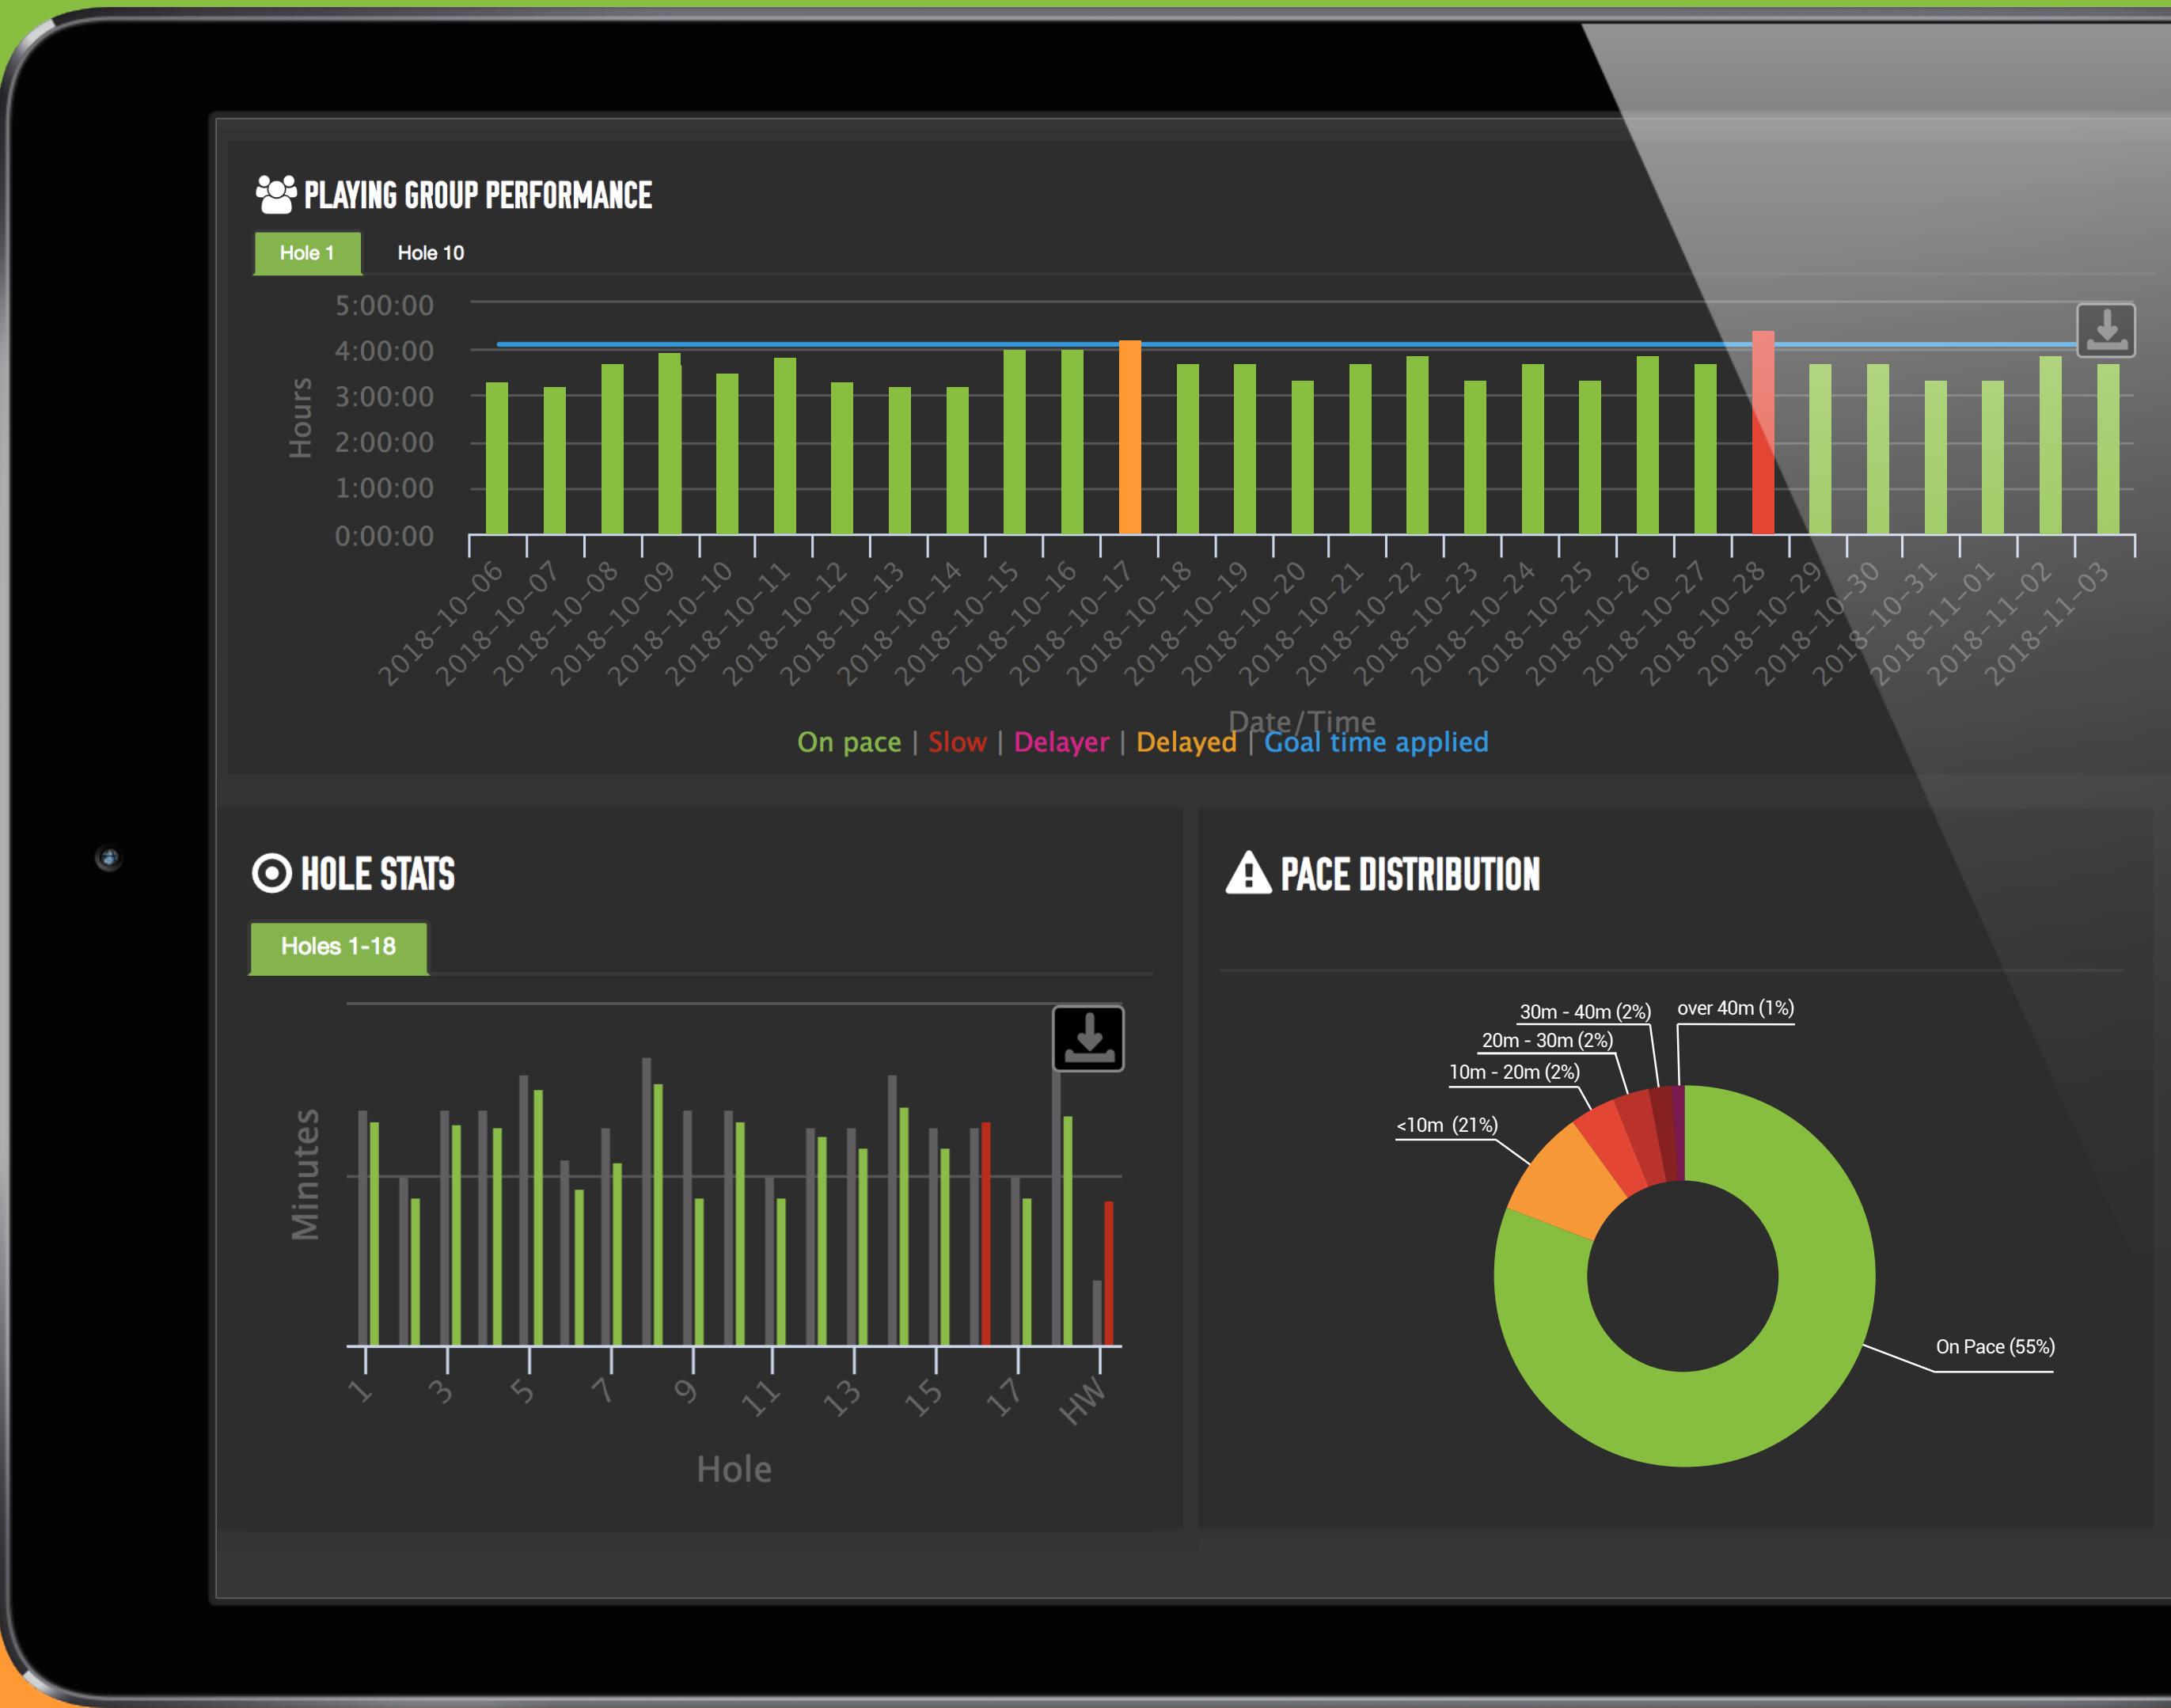 PLAYING GROUP PERFORMANCE
Hole 1
Hole 10
5:00:00
4:00:00
3:00:00
2:00:00
1:00:00
0:00:00
Hours
2018-10-06
2018-10-07
2018-10-08
2018-10-09
2018-10-10
2018-10-11
2018-10-12
2018-10-13
2018-10-14
2018-10-15
2018-10-16
2018-10-17
2018-10-18
2018-10-19
2018-10-20
2018-10-21
2018-10-22
2018-10-23
2018-10-24
2018-10-25
2018-10-26
2018-10-27
2018-10-28
2018-10-29
2018-10-30
2018-10-31
2018-11-01
2018-11-02
2018-11-03
Date/Time
On pace | Slow | Delayer | Delayed | Goal time applied
HOLE STATS
Holes 1-18
Minutes
1
3
5
7
9
11
13
15
17
HW
Hole
PACE DISTRIBUTION
over 40m (1%)
30m - 40m (2%)
20m - 30m (2%)
10m - 20m (2%)
<10m (21%)
On Pace (55%)